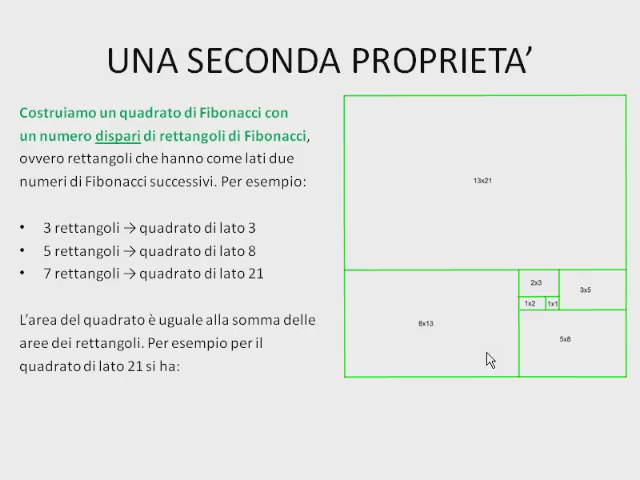 UNA SECONDA PROPRIETA’
Costruiamo un quadrato di Fibonacci con
un numero dispari di rettangoli di Fibonacci,
ovvero rettangoli che hanno come lati due
numeri di Fibonacci successivi. Per esempio:
• 3 rettangoli → quadrato di lato 3
• 5 rettangoli → quadrato di lato 8
• 7 rettangoli → quadrato di lato 21
L’area del quadrato è uguale alla somma delle
aree dei rettangoli. Per esempio per il
quadrato di lato 21 si ha:
13x21
2x3
3x5
1x2
1x1
8x13
5x8